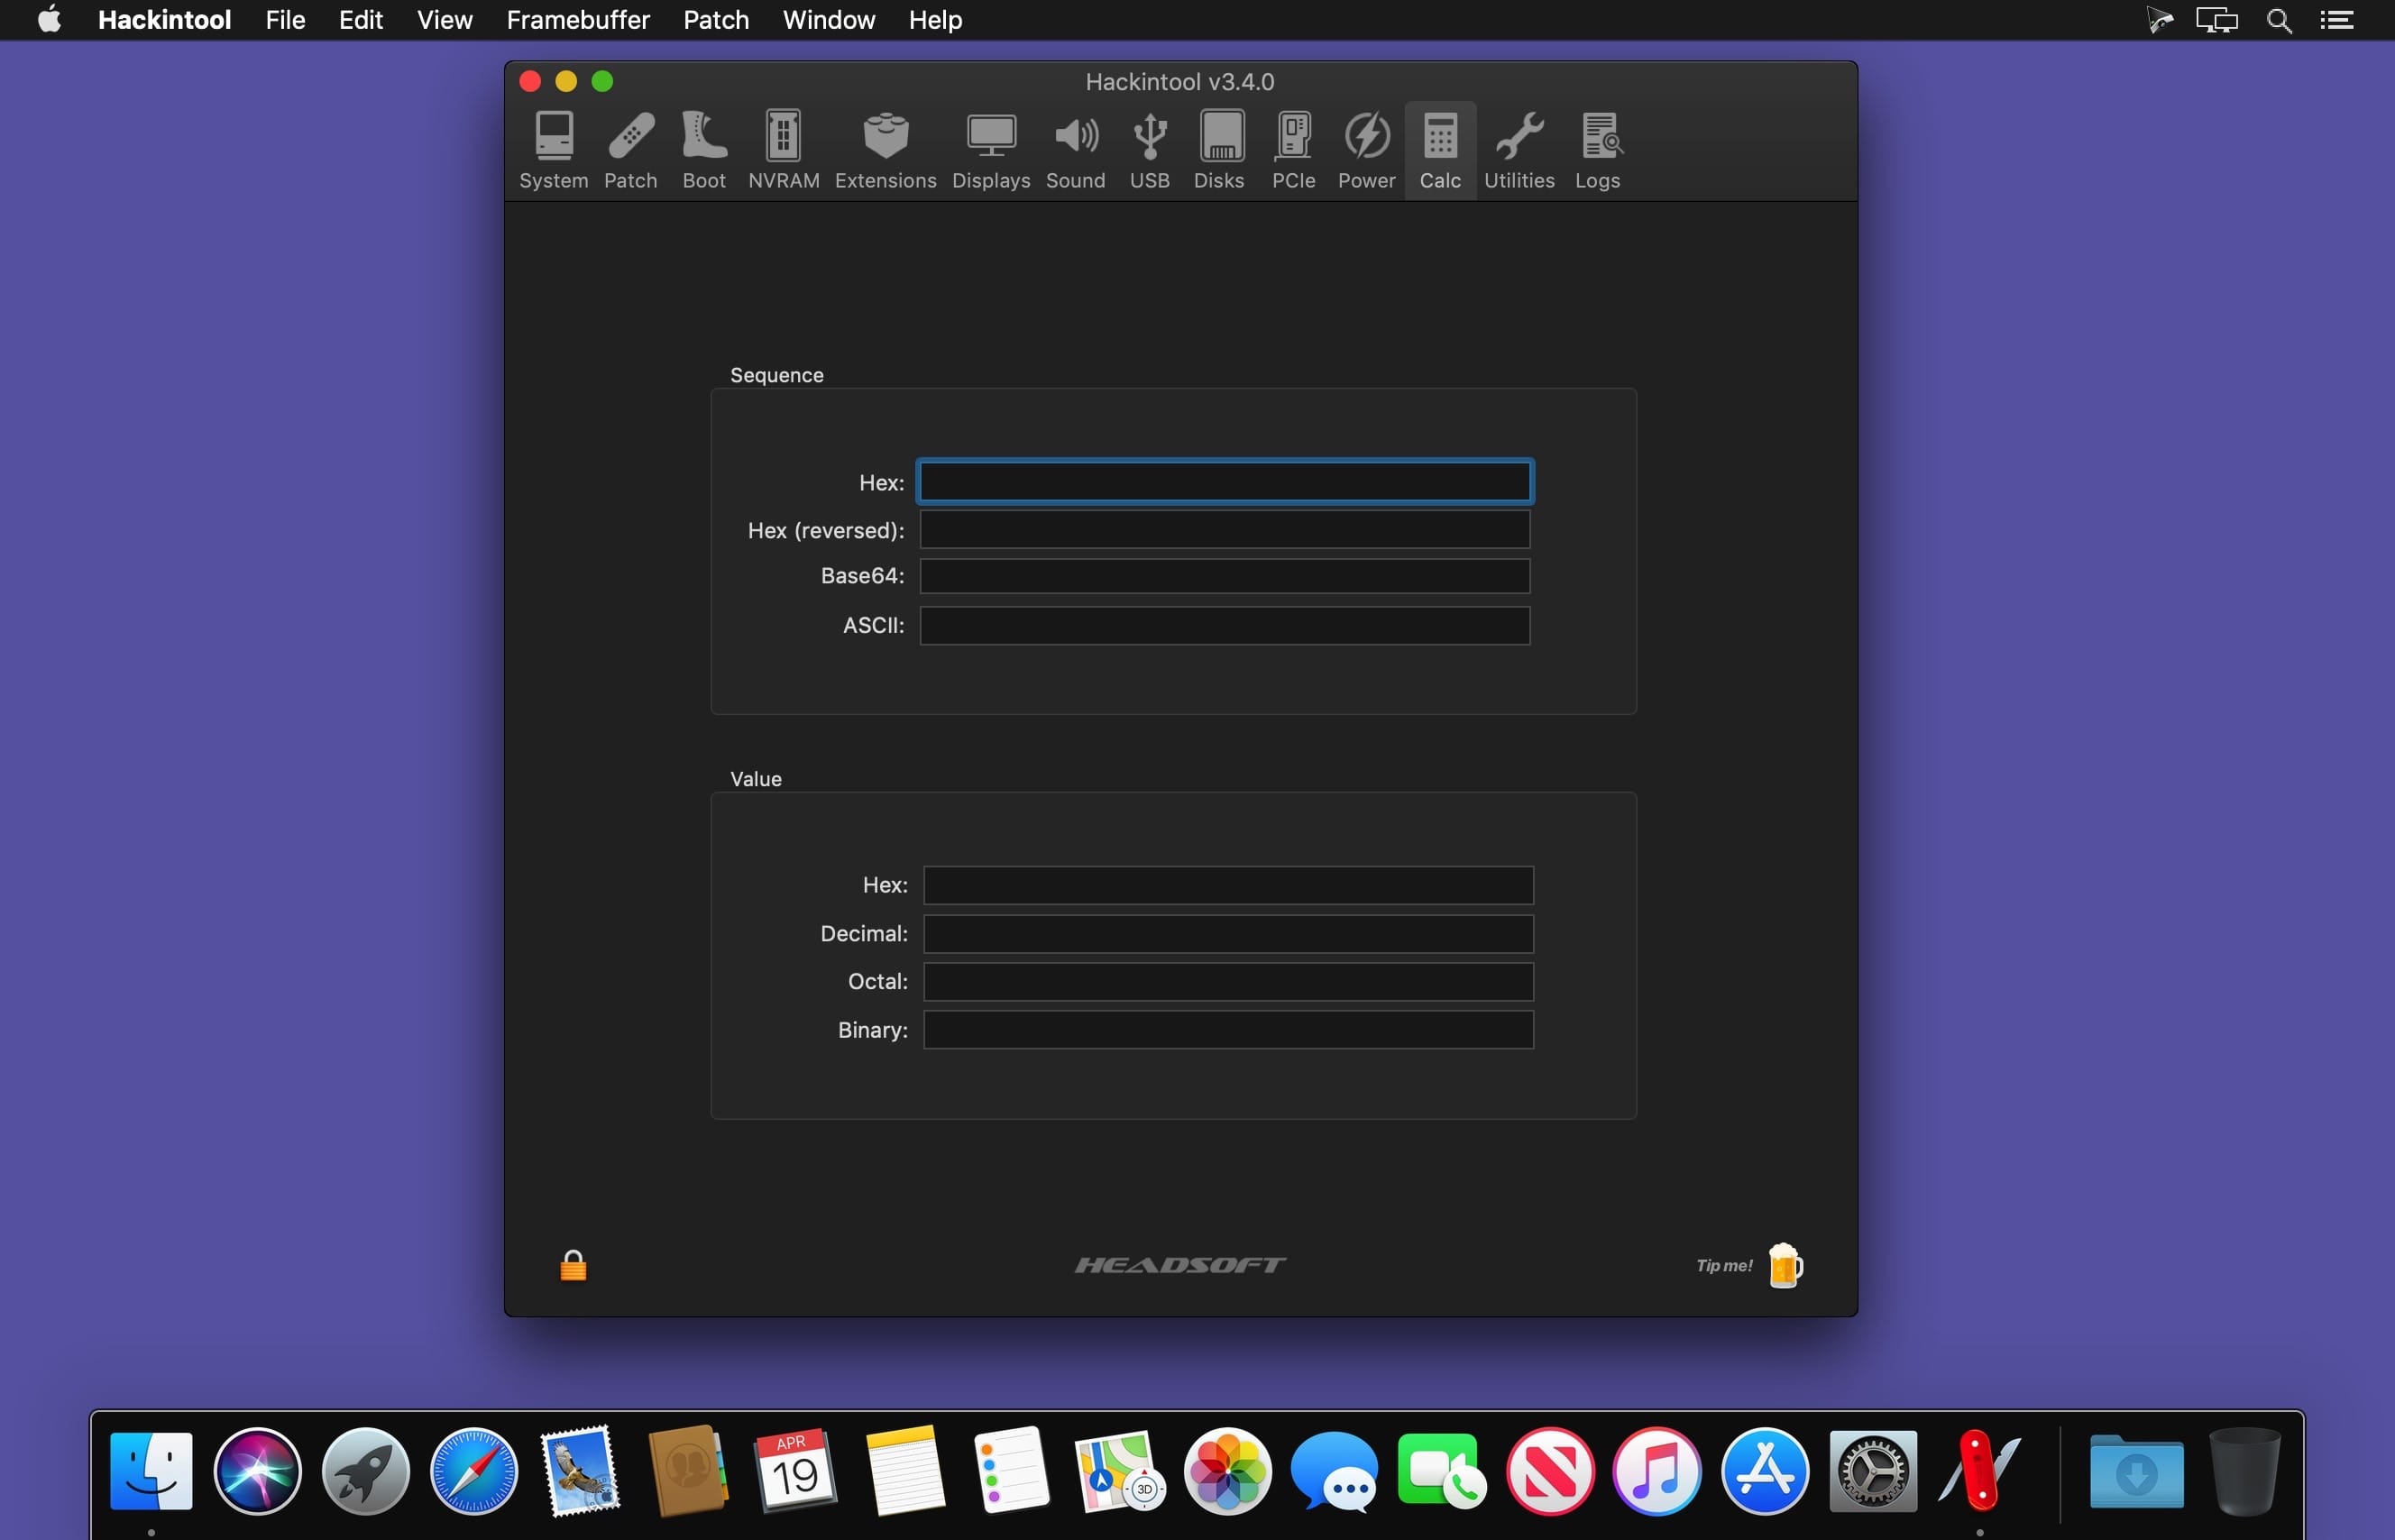 Hackintool File Edit View Framebuffer Patch Window Help
Hackintool v3.4.0
System Patch Boot NVRAM Extensions Displays Sound USB Disks PCIe Power Calc Utilities Logs
Sequence
Hex:
Hex (reversed):
Base64:
ASCII:
Value
Hex:
Decimal:
Octal:
Binary:
HEADSOFT
Tip me!
APR
19
3D